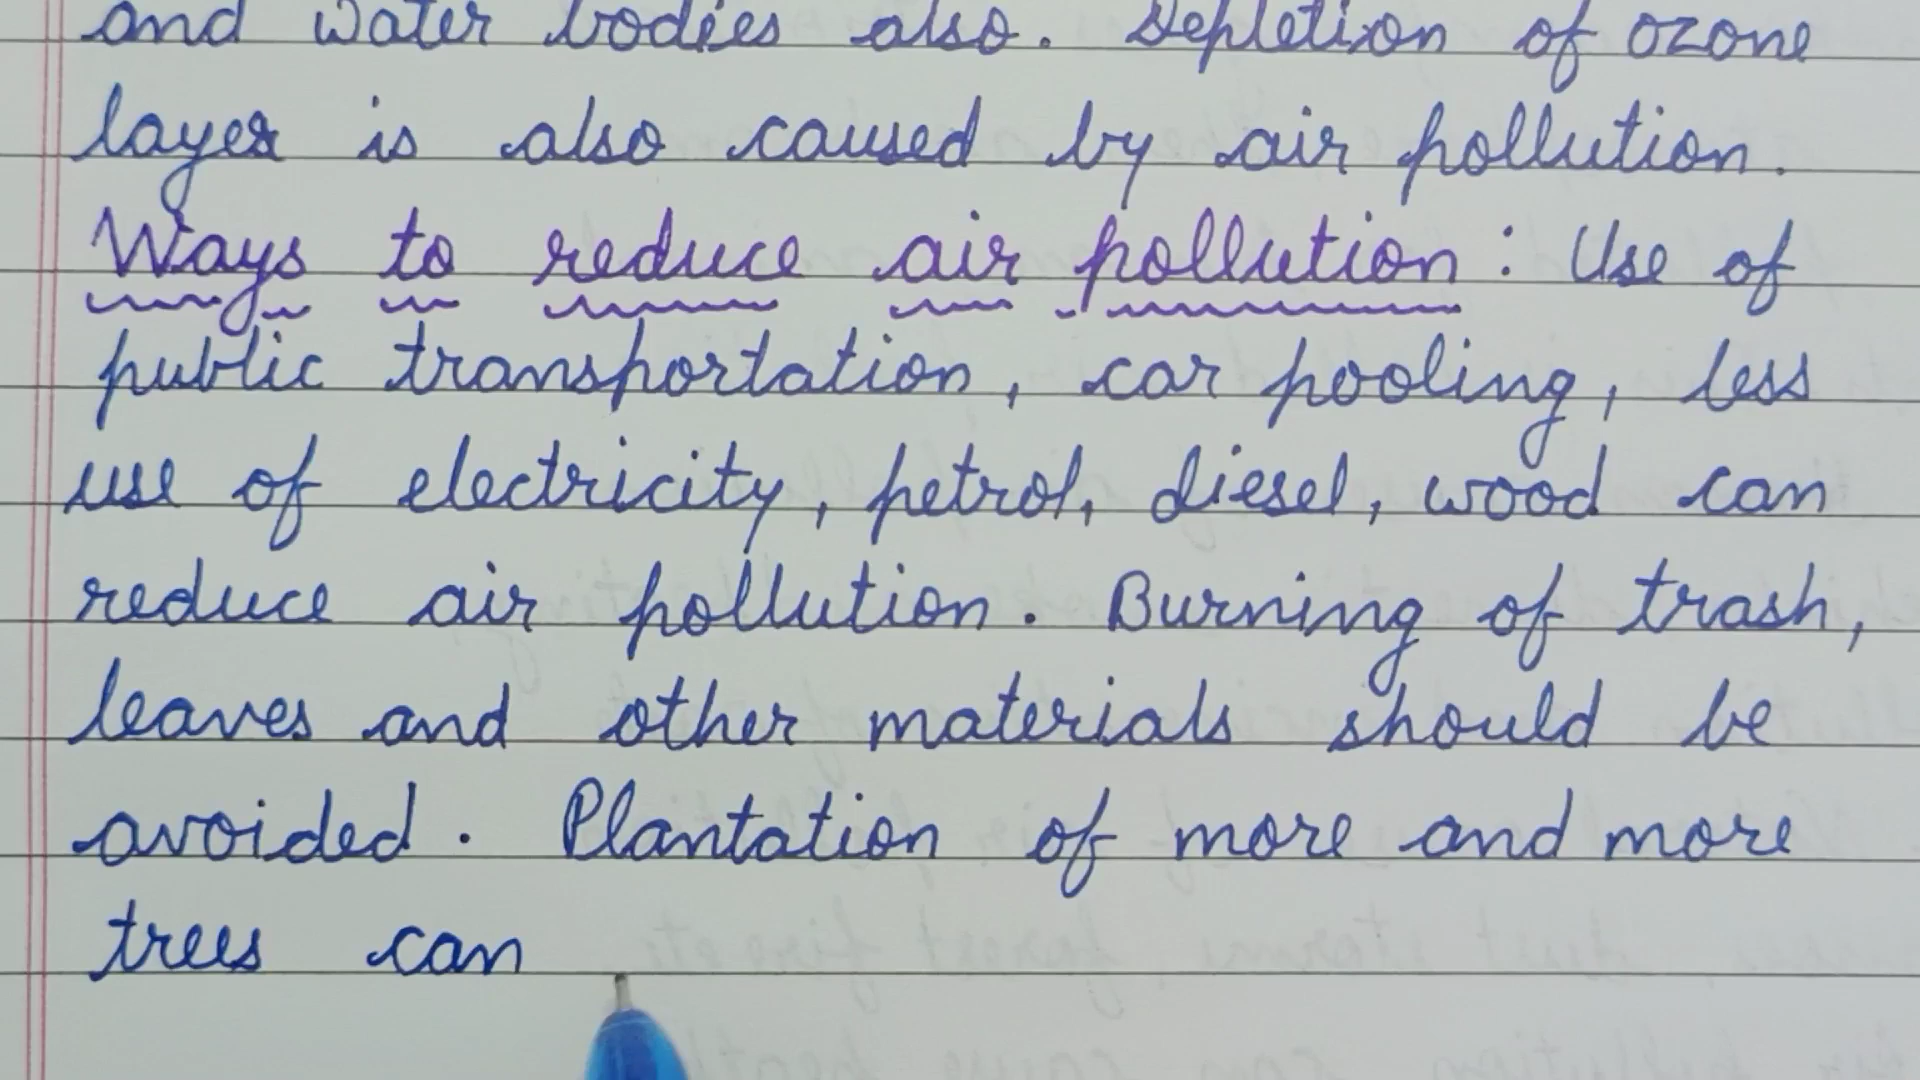 and water bodies also. Depletion of ozone
layer is also caused by air pollution.
Ways to reduce air pollution : Use of
public transportation, car pooling, less
use of electricity, petrol, diesel, wood can
reduce air pollution. Burning of trash,
leaves and other materials should be
avoided. Plantation of more and more
trees can